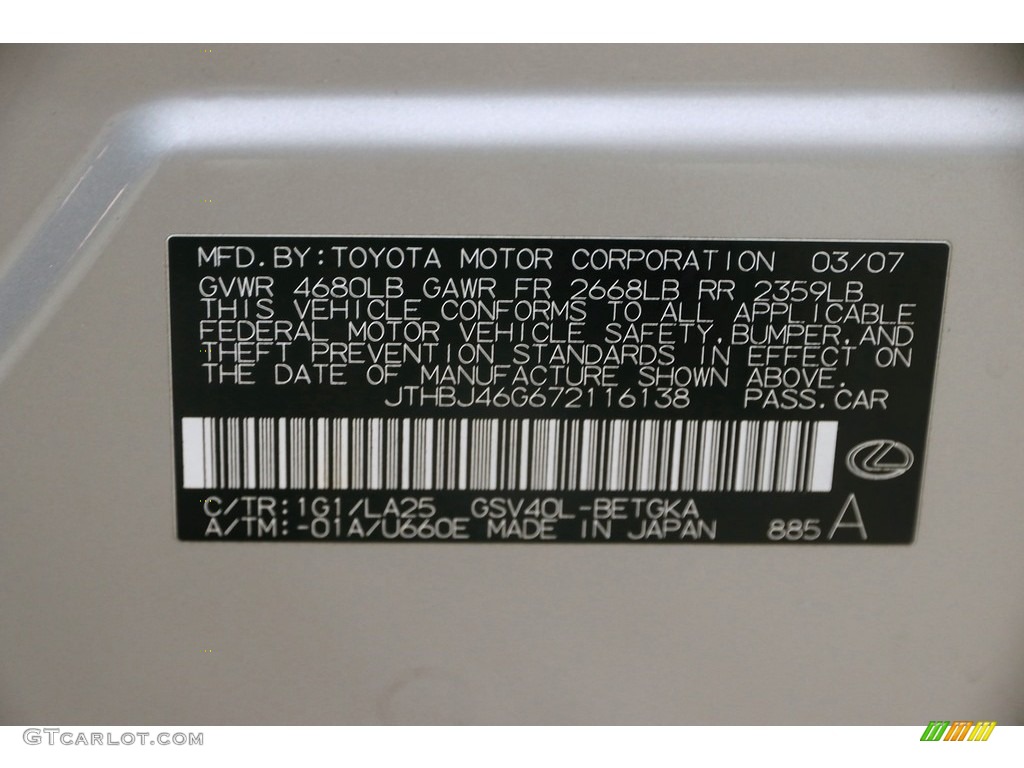 MFD.BY:TOYOTA MOTOR CORPORATION 03/07
GVWR 4680LB GAWR FR 2668LB RR 2359LB
THIS VEHICLE CONFORMS TO ALL APPLICABLE
FEDERAL MOTOR VEHICLE SAFETY,BUMPER,AND
THEFT PREVENTION STANDARDS IN EFFECT ON
THE DATE OF MANUFACTURE SHOWN ABOVE.
JTHBJ46G672116138 PASS.CAR
C/TR:1G1/LA25 GSV40L-BETGKA
A/TM:-01A/U660E MADE IN JAPAN 885 A
GTCARLOT.COM